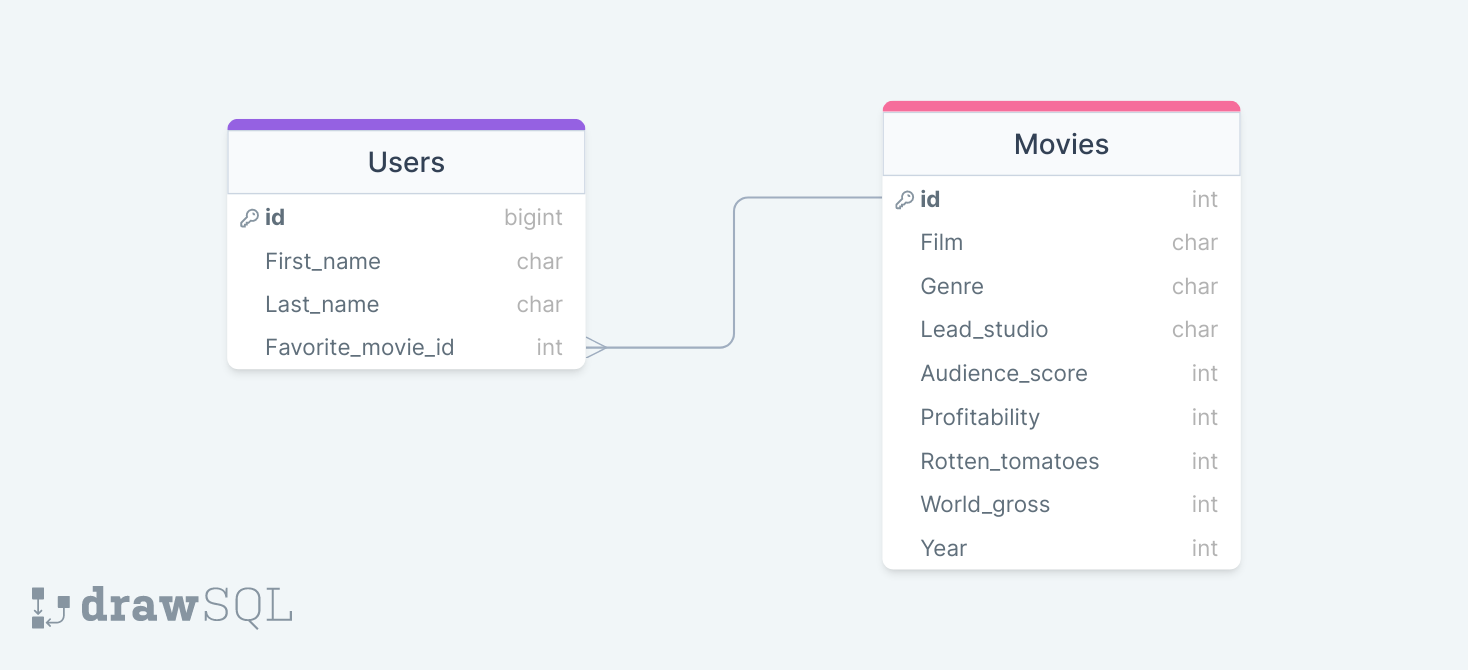 Users
id bigint
First_name char
Last_name char
Favorite_movie_id int
Movies
id int
Film char
Genre char
Lead_studio char
Audience_score int
Profitability int
Rotten_tomatoes int
World_gross int
Year int
drawSQL